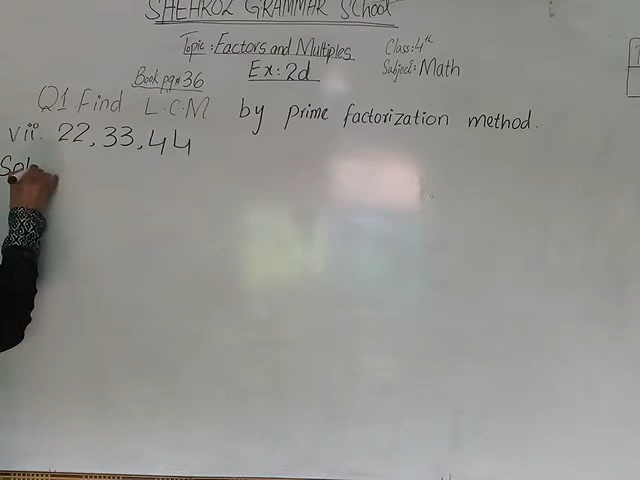 SHEHROZ GRAMMAR SCHOOL
Topic: Factors and Multiples
Class: 4th
Subject: Math
Book pg # 36
Ex: 2d
Q1. Find L.C.M by prime factorization method.
vii. 22, 33, 44
Sol